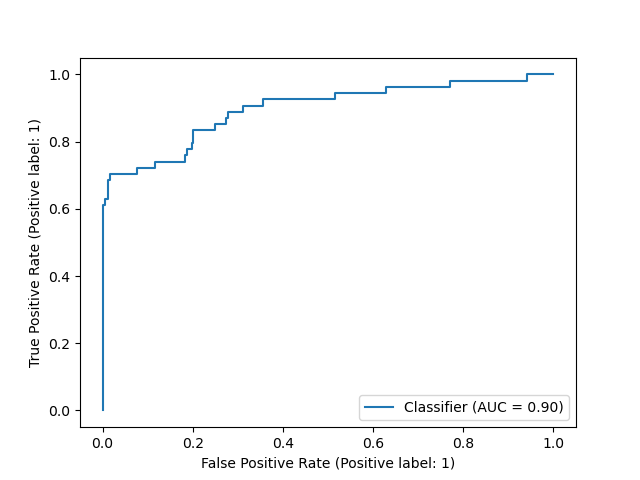 1.0
0.8
0.6
0.4
0.2
0.0
True Positive Rate (Positive label: 1)
Classifier (AUC = 0.90)
0.0 0.2 0.4 0.6 0.8 1.0
False Positive Rate (Positive label: 1)